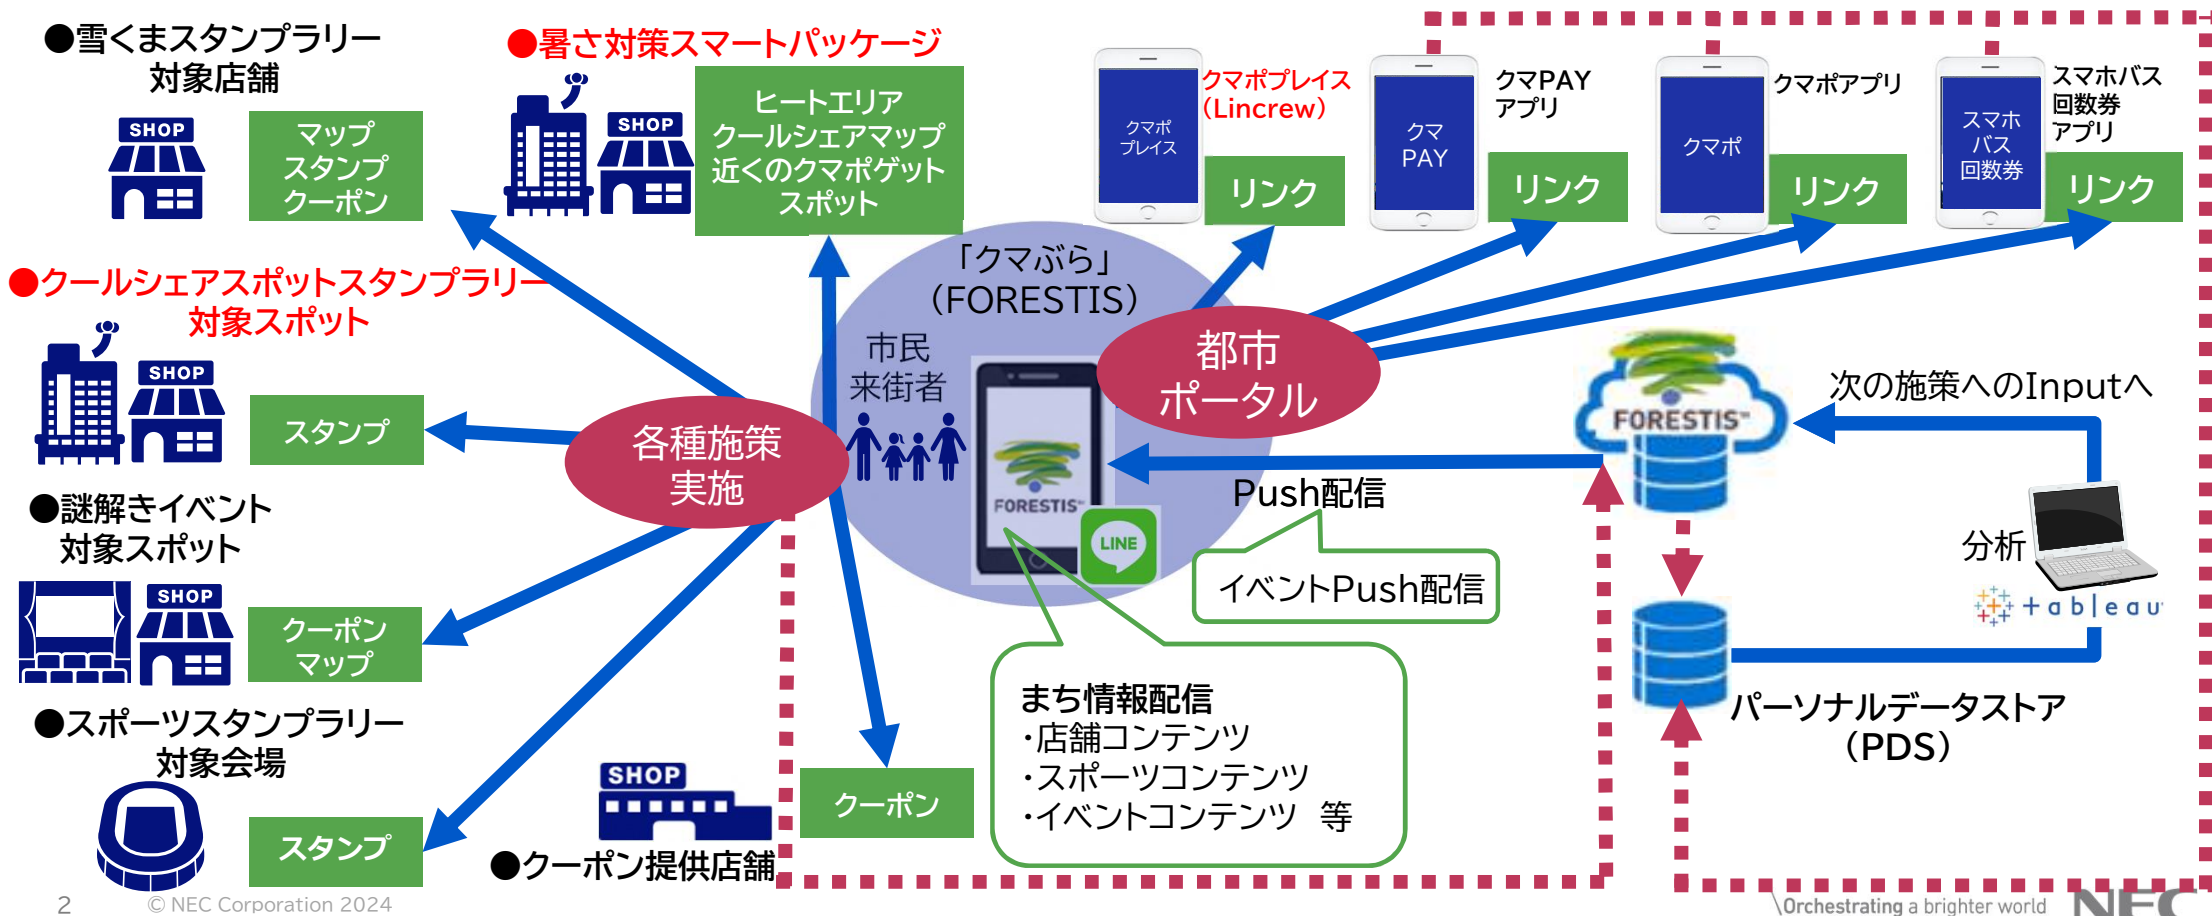 ●雪くまスタンプラリー
対象店舗
SHOP
マップ
スタンプ
クーポン
●暑さ対策スマートパッケージ
SHOP
ヒートエリア
クールシェアマップ
近くのクマポゲット
スポット
クマポ
プレイス
クマポプレイス
（Lincrew）
リンク
クマ
PAY
クマPAY
アプリ
リンク
クマポ
クマポアプリ
リンク
スマホ
バス
回数券
スマホバス
回数券
アプリ
リンク
●クールシェアスポットスタンプラリー
対象スポット
SHOP
スタンプ
「クマぶら」
（FORESTIS）
市民
来街者
都市
ポータル
各種施策
実施
FORESTIS™
LINE
Push配信
イベントPush配信
FORESTIS™
次の施策へのInputへ
分析
+ableau
パーソナルデータストア
（PDS）
●謎解きイベント
対象スポット
SHOP
クーポン
マップ
●スポーツスタンプラリー
対象会場
スタンプ
SHOP
●クーポン提供店舗
クーポン
まち情報配信
・店舗コンテンツ
・スポーツコンテンツ
・イベントコンテンツ　等
2
© NEC Corporation 2024
\Orchestrating a brighter world
NEC